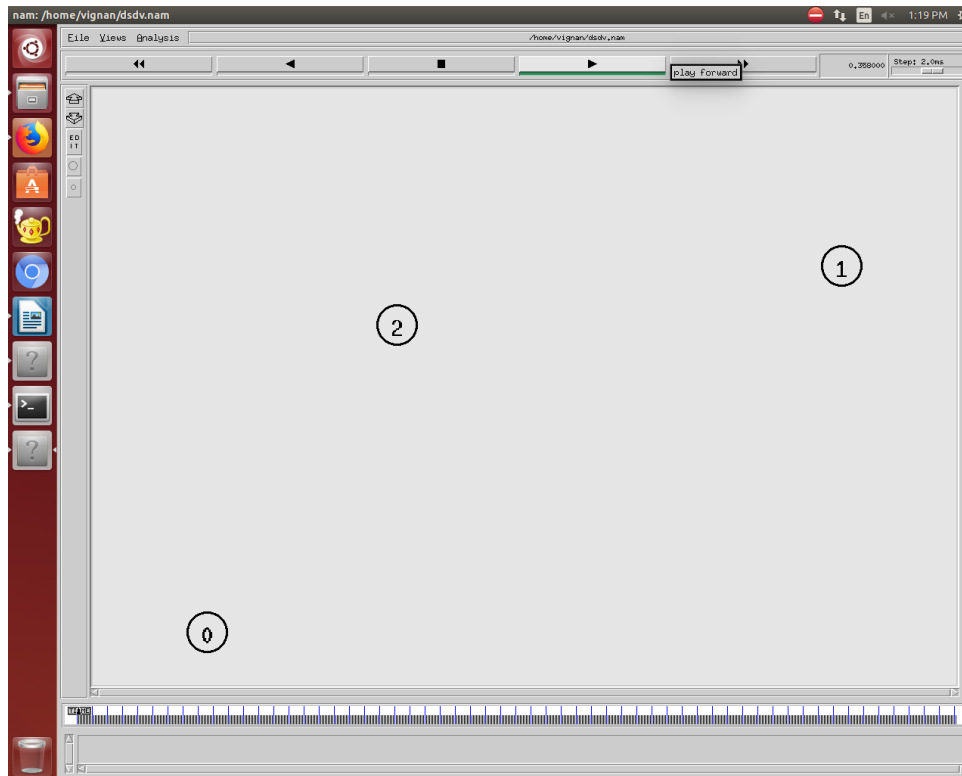 nam: /home/vignan/dsdv.nam
En
1:19 PM
File Views Analysis
/home/vignan/dsdv.nam
0.358000
Step: 2.0ms
play forward
ED
IT
1
2
0